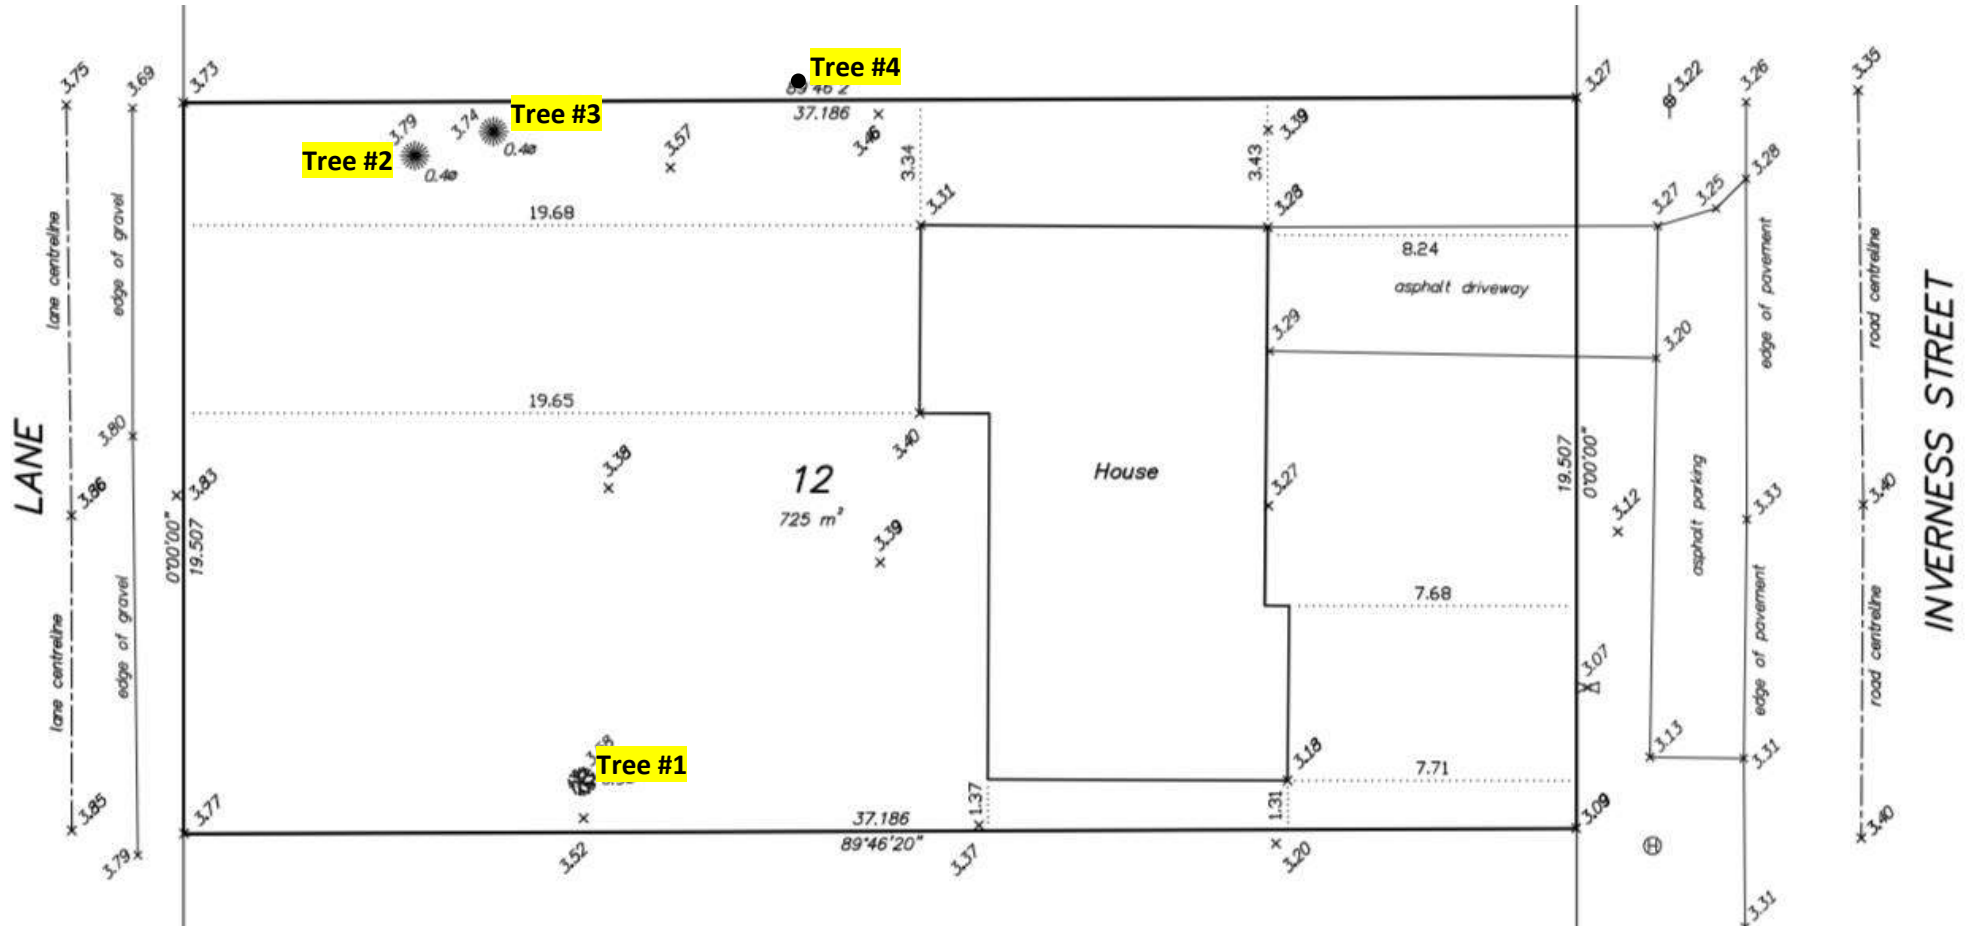 Tree #4
89°46'2
37.186
3.75
3.69
3.73
3.27
3.22
3.26
3.35
Tree #3
3.79
3.74
0.4ø
Tree #2
0.4ø
3.57
3.46
3.34
3.39
3.43
3.28
3.25
3.27
3.31
3.28
19.68
8.24
asphalt driveway
lane centreline
edge of gravel
edge of pavement
road centreline
INVERNESS STREET
3.29
3.20
19.65
3.40
LANE
3.80
3.86
3.83
0°00'00"
19.507
3.38
12
725 m²
3.39
House
3.27
19.507
0°00'00"
3.12
asphalt parking
3.33
3.40
7.68
3.07
lane centreline
edge of gravel
edge of pavement
road centreline
Tree #1
3.18
7.71
3.13
3.31
3.85
3.77
3.79
3.52
37.186
89°46'20"
1.37
3.37
1.31
3.20
3.09
H
3.40
3.31